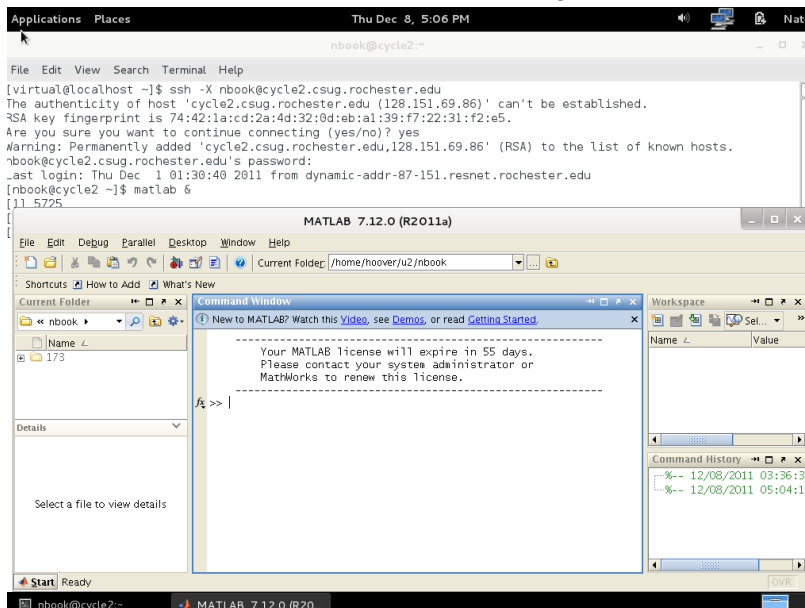 Applications Places Thu Dec 8, 5:06 PM Nat
nbook@cycle2:~
File Edit View Search Terminal Help
[virtual@localhost ~]$ ssh -X nbook@cycle2.csug.rochester.edu
The authenticity of host 'cycle2.csug.rochester.edu (128.151.69.86)' can't be established.
RSA key fingerprint is 74:42:1a:cd:2a:4d:32:0d:eb:a1:39:f7:22:31:f2:e5.
Are you sure you want to continue connecting (yes/no)? yes
Warning: Permanently added 'cycle2.csug.rochester.edu,128.151.69.86' (RSA) to the list of known hosts.
nbook@cycle2.csug.rochester.edu's password:
Last login: Thu Dec 1 01:30:40 2011 from dynamic-addr-87-151.resnet.rochester.edu
[nbook@cycle2 ~]$ matlab &
[1] 5725
[
[
MATLAB 7.12.0 (R2011a)
File Edit Debug Parallel Desktop Window Help
Current Folder: /home/hoover/u2/nbook
Shortcuts How to Add What's New
Current Folder
« nbook
Name
173
Details
Select a file to view details
Command Window
New to MATLAB? Watch this Video, see Demos, or read Getting Started.
----------------------------------------------------
Your MATLAB license will expire in 55 days.
Please contact your system administrator or
MathWorks to renew this license.
----------------------------------------------------
fx >>
Workspace
Sel... »
Name Value
Command History
%-- 12/08/2011 03:36:3
%-- 12/08/2011 05:04:1
Start Ready OVR
nbook@cycle2:~ MATLAB 7.12.0 (R20...